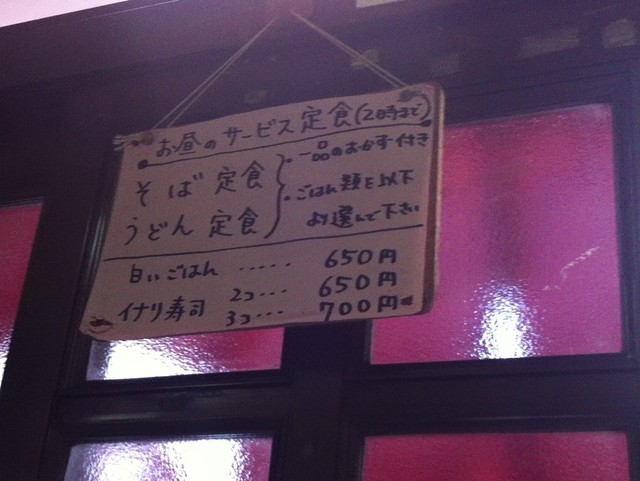 お昼のサービス定食(2時まで)
そば定食
うどん定食
・一品のおかず付き
・ごはん類を以下
より選んで下さい
白いごはん ····· 650円
イナリ寿司 2コ··· 650円
3コ··· 700円